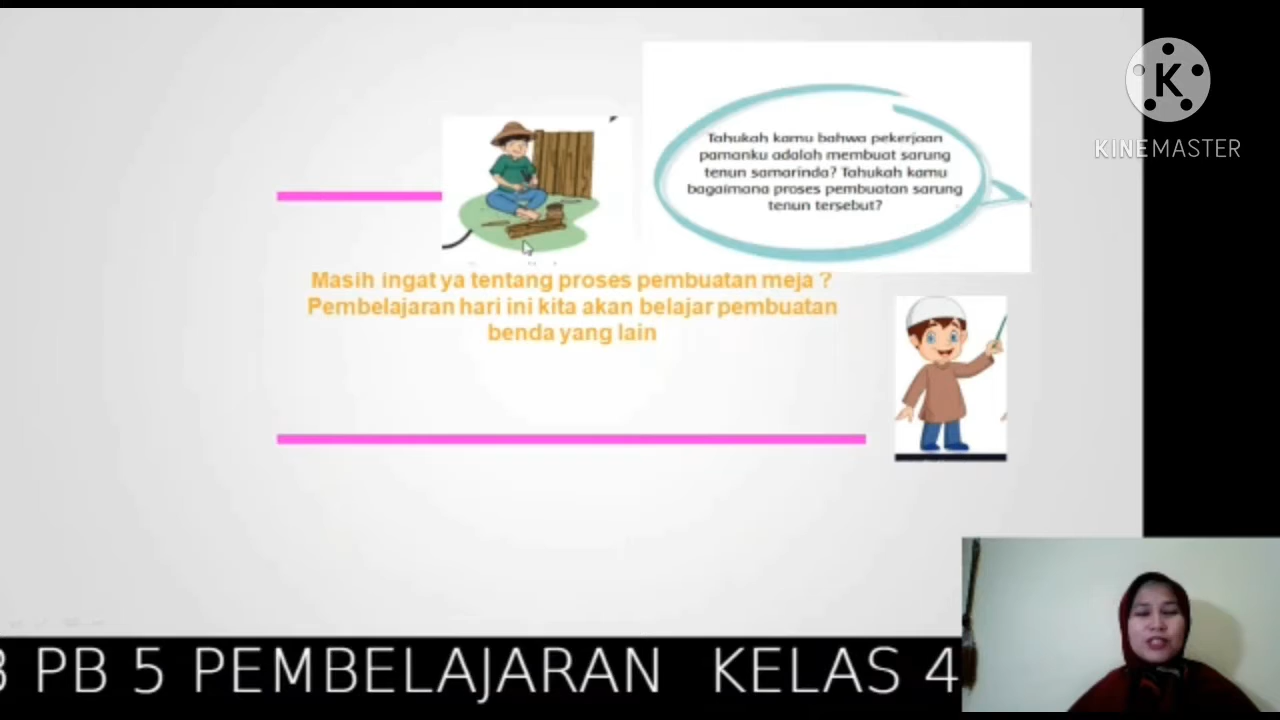 Tahukah kamu bahwa pekerjaan
pamanku adalah membuat sarung
tenun samarinda? Tahukah kamu
bagaimana proses pembuatan sarung
tenun tersebut?
KINEMASTER
Masih ingat ya tentang proses pembuatan meja ?
Pembelajaran hari ini kita akan belajar pembuatan
benda yang lain
PB 5 PEMBELAJARAN KELAS 4